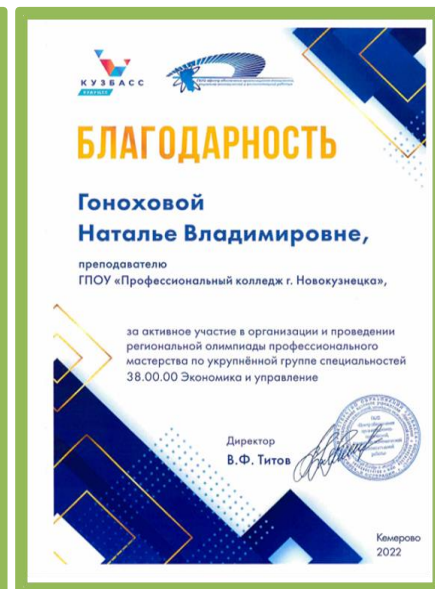 КУЗБАСС
БЛАГОДАРНОСТЬ
Гоноховой
Наталье Владимировне,
преподавателю
ГПОУ «Профессиональный колледж г. Новокузнецка»,
за активное участие в организации и проведении
региональной олимпиады профессионального
мастерства по укрупнённой группе специальностей
38.00.00 Экономика и управление
Директор
В.Ф. Титов
Кемерово
2022